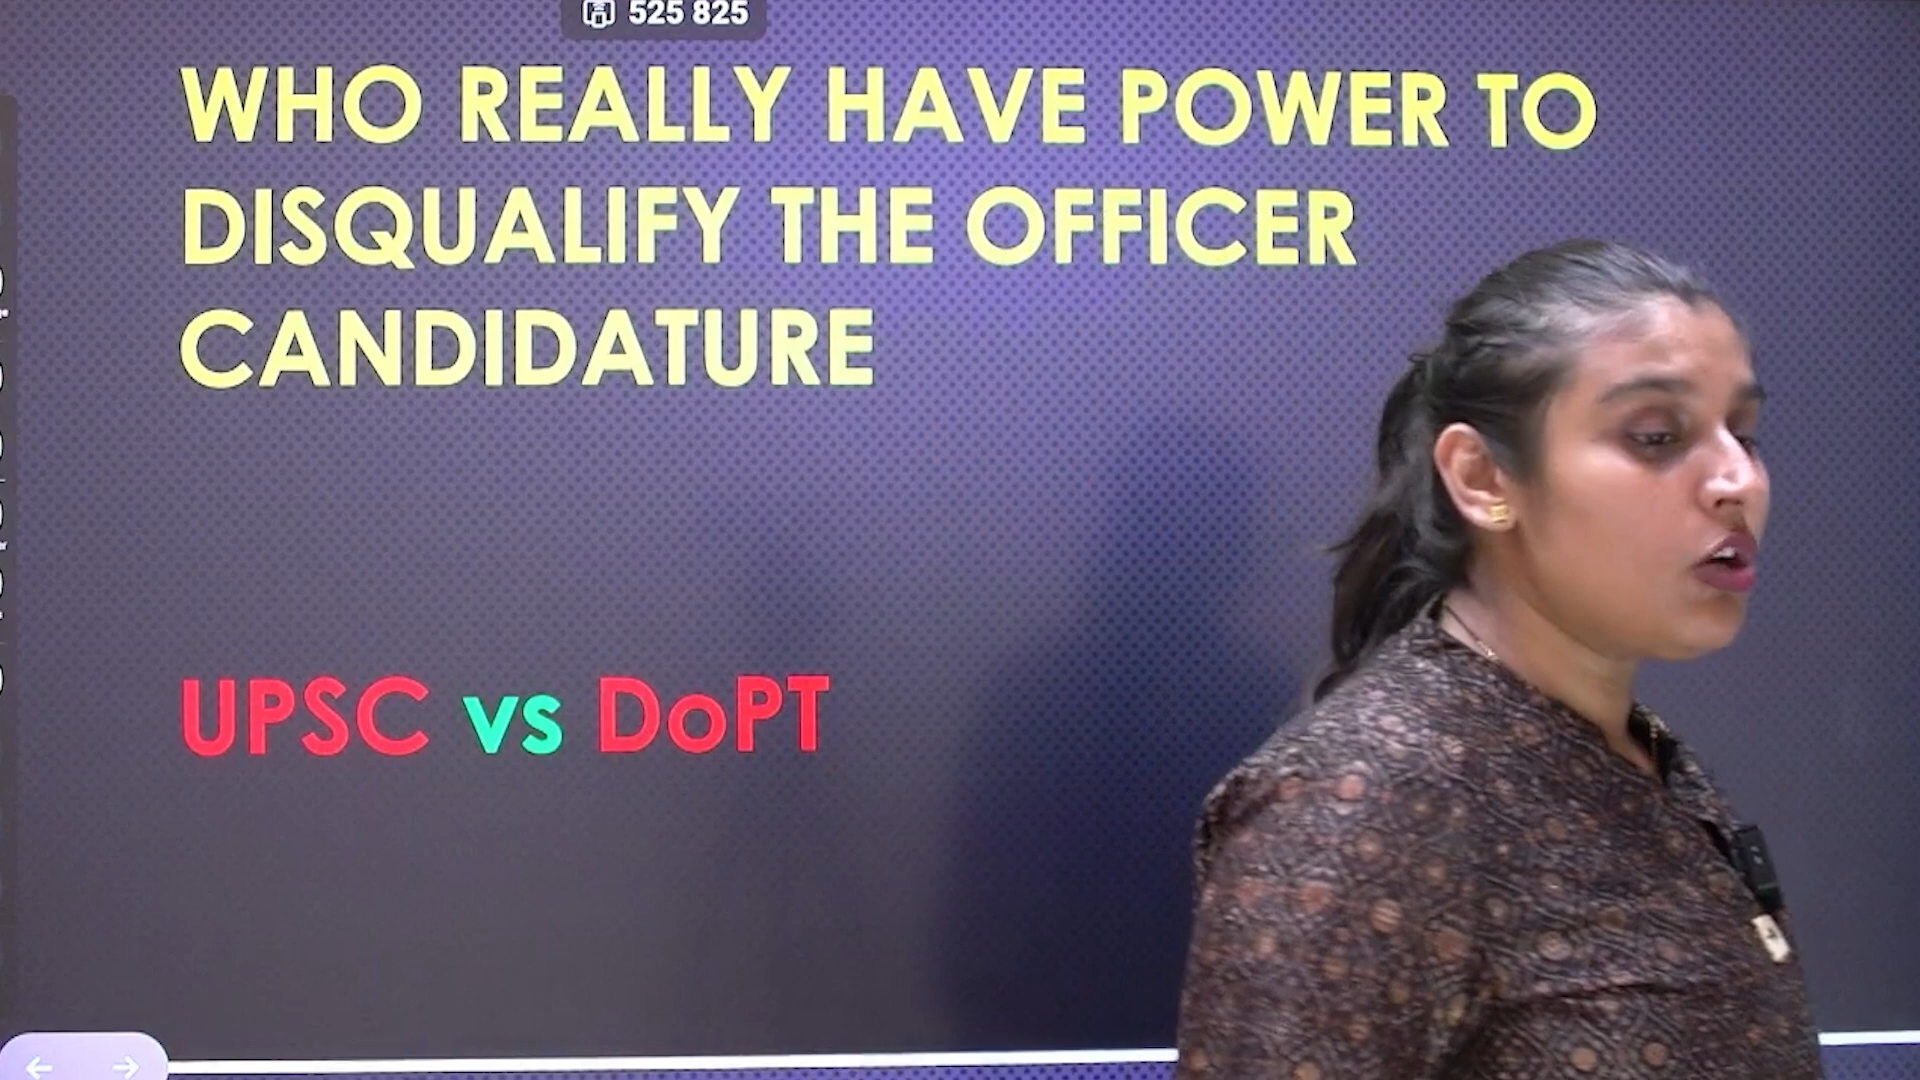 525 825
WHO REALLY HAVE POWER TO
DISQUALIFY THE OFFICER
CANDIDATURE
UPSC vs DoPT